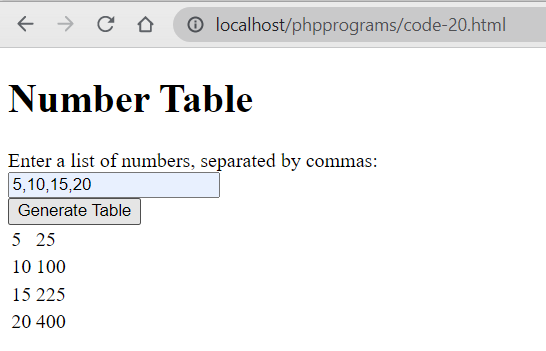 localhost/phpprograms/code-20.html
Number Table
Enter a list of numbers, separated by commas:
5,10,15,20
Generate Table
5 25
10 100
15 225
20 400